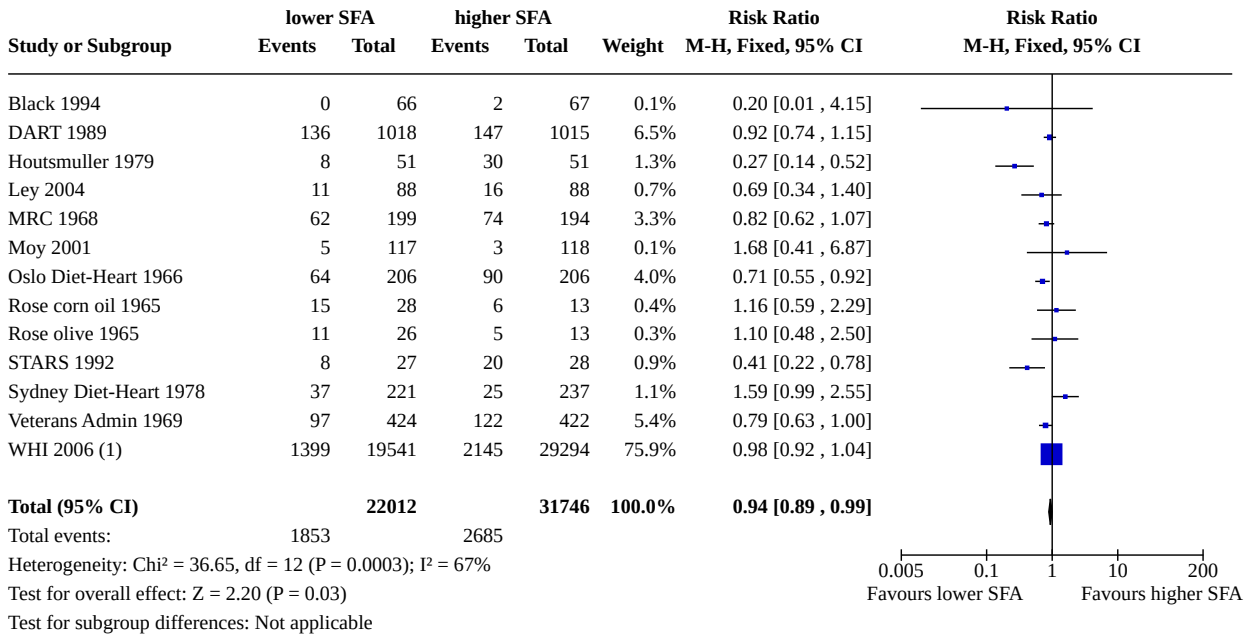 lower SFA higher SFA Risk Ratio Risk Ratio
Study or Subgroup Events Total Events Total Weight M-H, Fixed, 95% CI M-H, Fixed, 95% CI
Black 1994 0 66 2 67 0.1% 0.20 [0.01 , 4.15]
DART 1989 136 1018 147 1015 6.5% 0.92 [0.74 , 1.15]
Houtsmuller 1979 8 51 30 51 1.3% 0.27 [0.14 , 0.52]
Ley 2004 11 88 16 88 0.7% 0.69 [0.34 , 1.40]
MRC 1968 62 199 74 194 3.3% 0.82 [0.62 , 1.07]
Moy 2001 5 117 3 118 0.1% 1.68 [0.41 , 6.87]
Oslo Diet-Heart 1966 64 206 90 206 4.0% 0.71 [0.55 , 0.92]
Rose corn oil 1965 15 28 6 13 0.4% 1.16 [0.59 , 2.29]
Rose olive 1965 11 26 5 13 0.3% 1.10 [0.48 , 2.50]
STARS 1992 8 27 20 28 0.9% 0.41 [0.22 , 0.78]
Sydney Diet-Heart 1978 37 221 25 237 1.1% 1.59 [0.99 , 2.55]
Veterans Admin 1969 97 424 122 422 5.4% 0.79 [0.63 , 1.00]
WHI 2006 (1) 1399 19541 2145 29294 75.9% 0.98 [0.92 , 1.04]
Total (95% CI) 22012 31746 100.0% 0.94 [0.89 , 0.99]
Total events: 1853 2685
Heterogeneity: Chi² = 36.65, df = 12 (P = 0.0003); I² = 67%
Test for overall effect: Z = 2.20 (P = 0.03)
Test for subgroup differences: Not applicable
0.005 0.1 1 10 200
Favours lower SFA Favours higher SFA